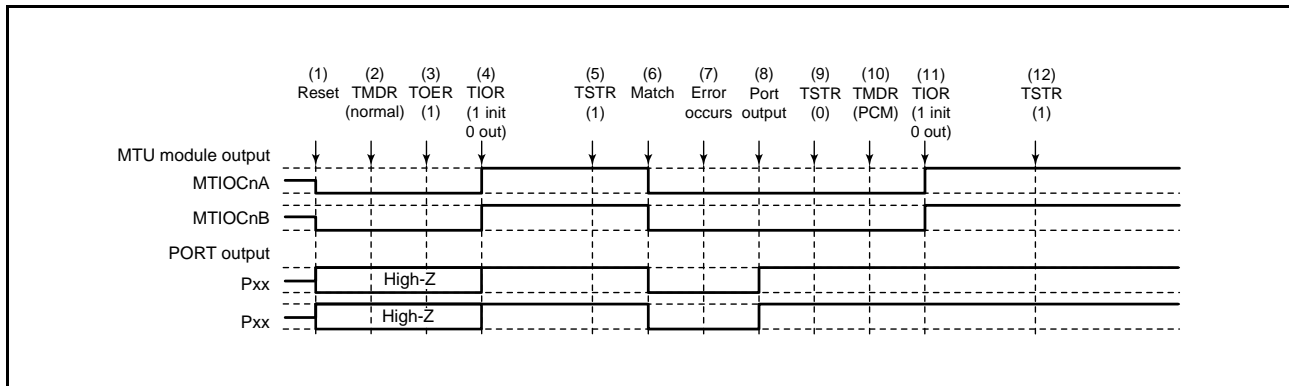 (1) (2) (3) (4) (5) (6) (7) (8) (9) (10) (11) (12)
Reset TMDR TOER TIOR TSTR Match Error Port TSTR TMDR TIOR TSTR
(normal) (1) (1 init (1) occurs output (0) (PCM) (1 init (1)
0 out) 0 out)
MTU module output
MTIOCnA
MTIOCnB
PORT output
Pxx High-Z
Pxx High-Z